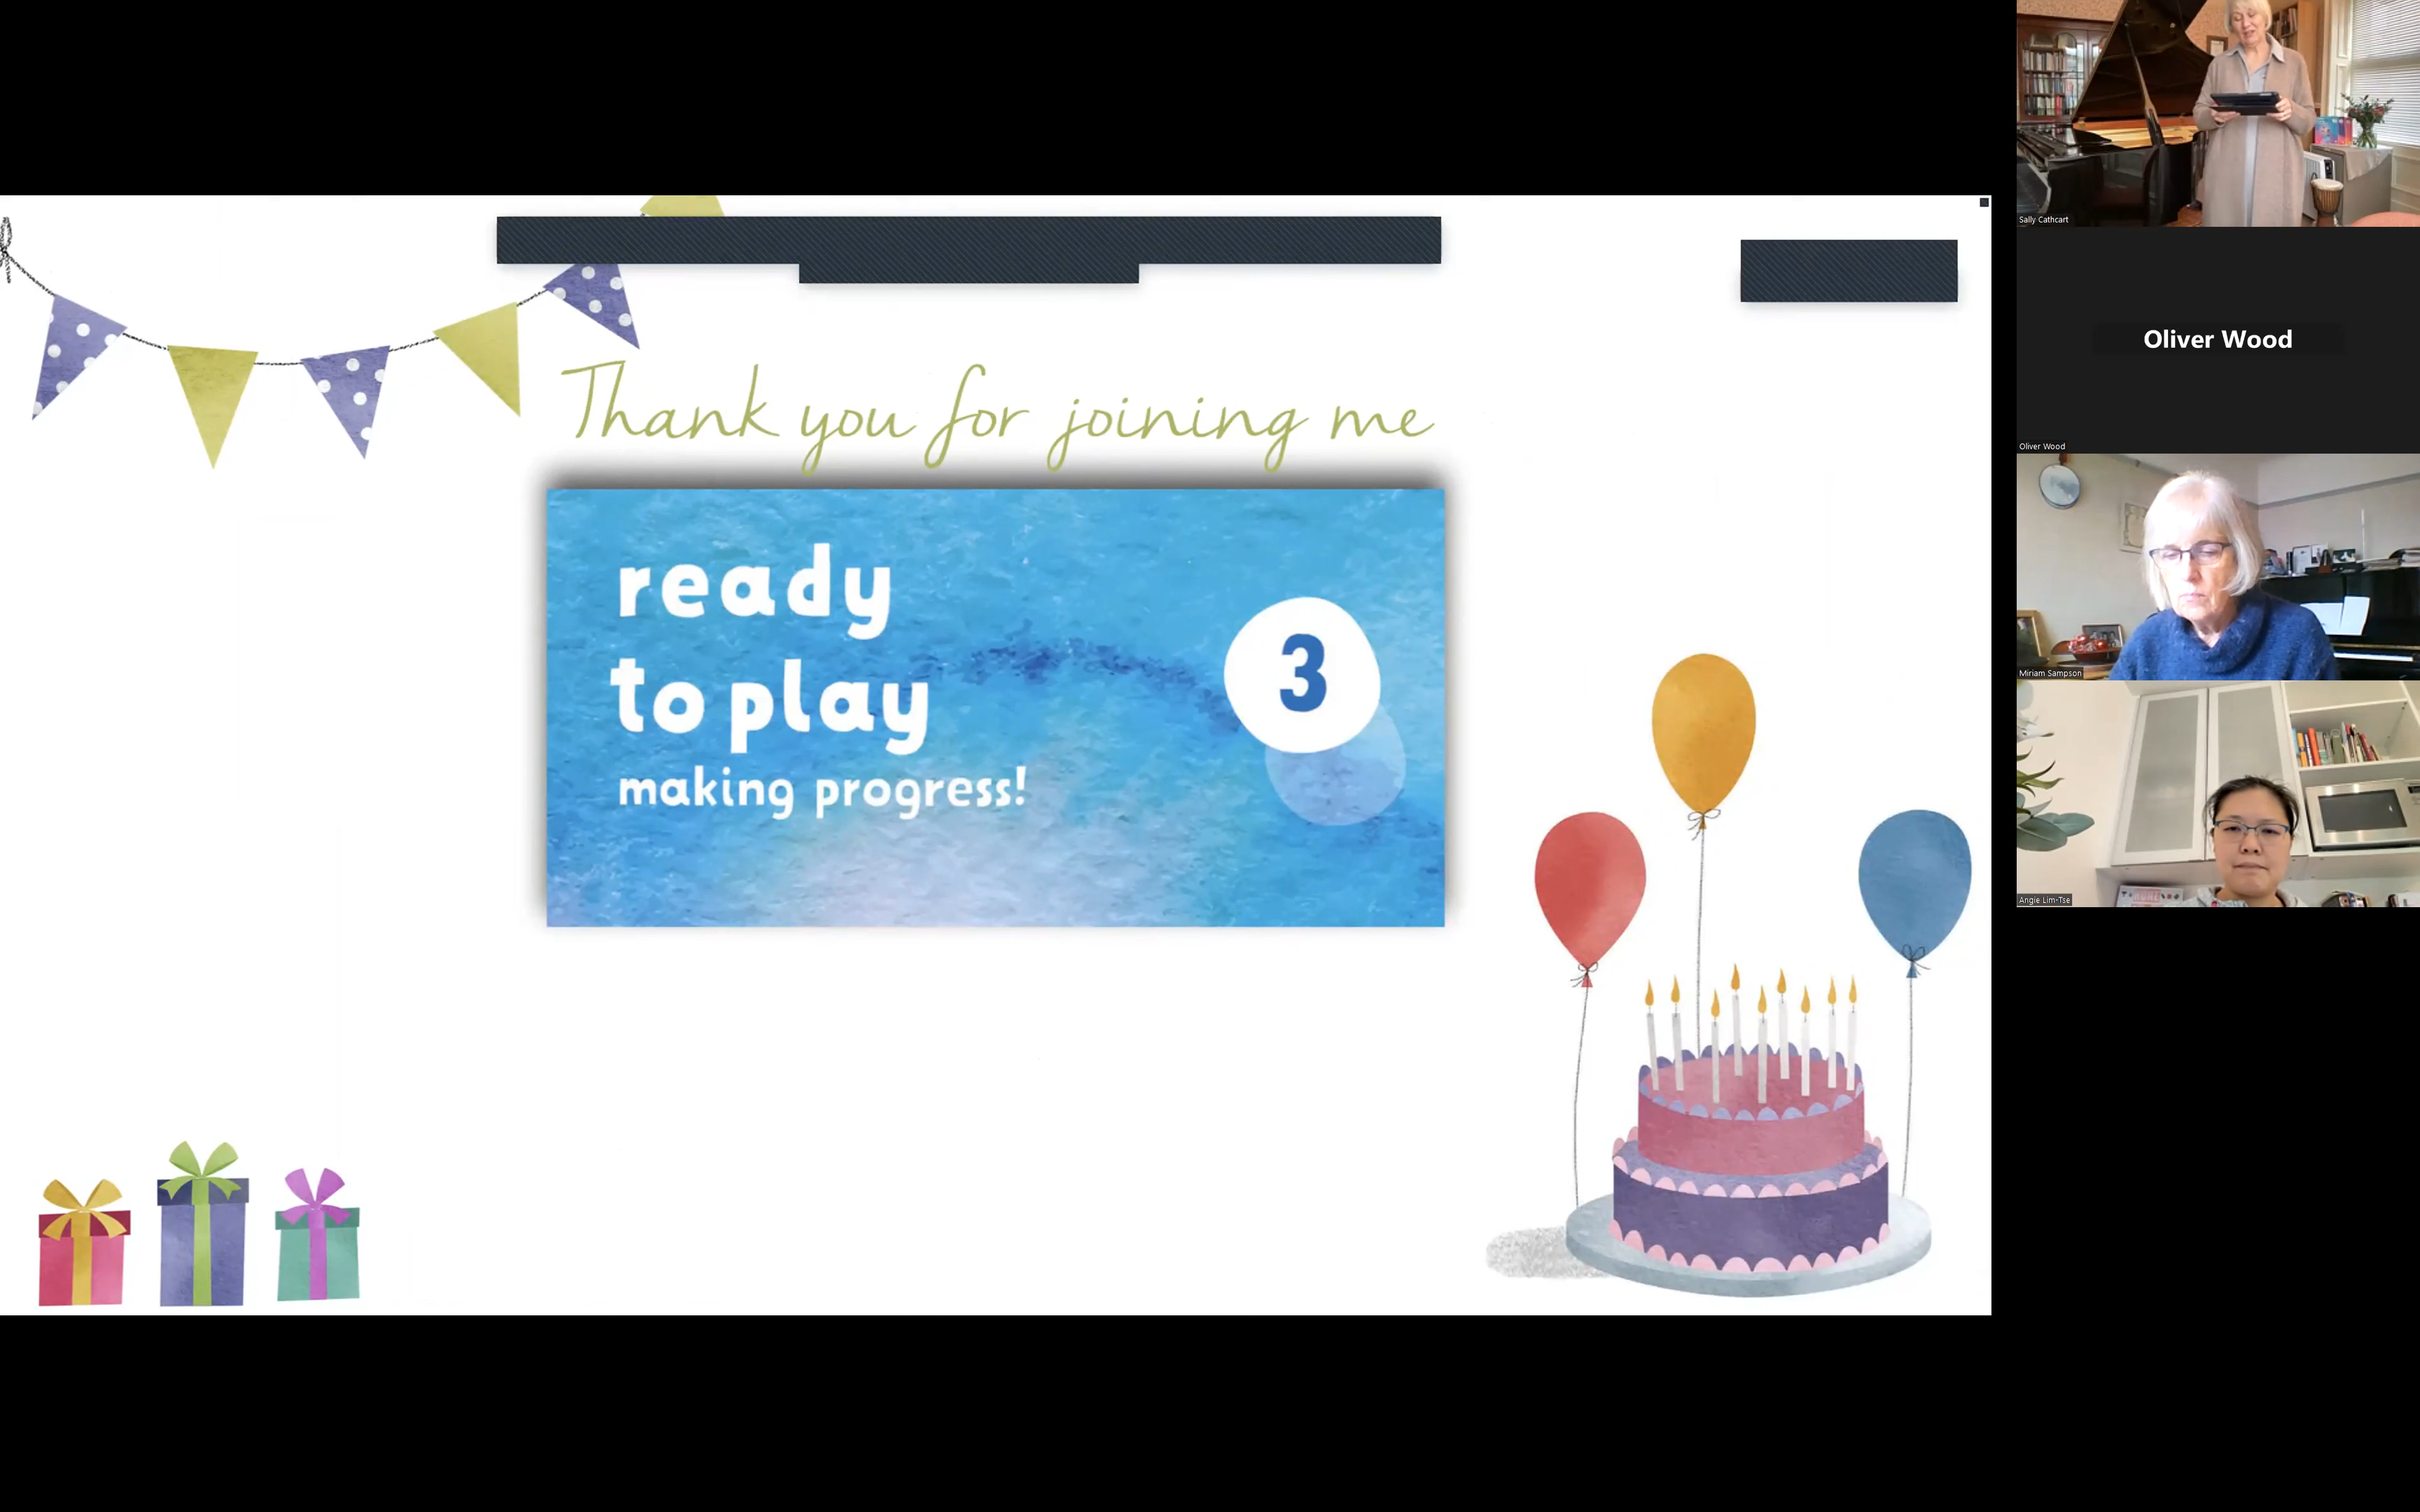 Thank you for joining me
ready
to play
making progress!
3
Sally Cathcart
Oliver Wood
Oliver Wood
Miriam Sampson
Angie Lim-Tse